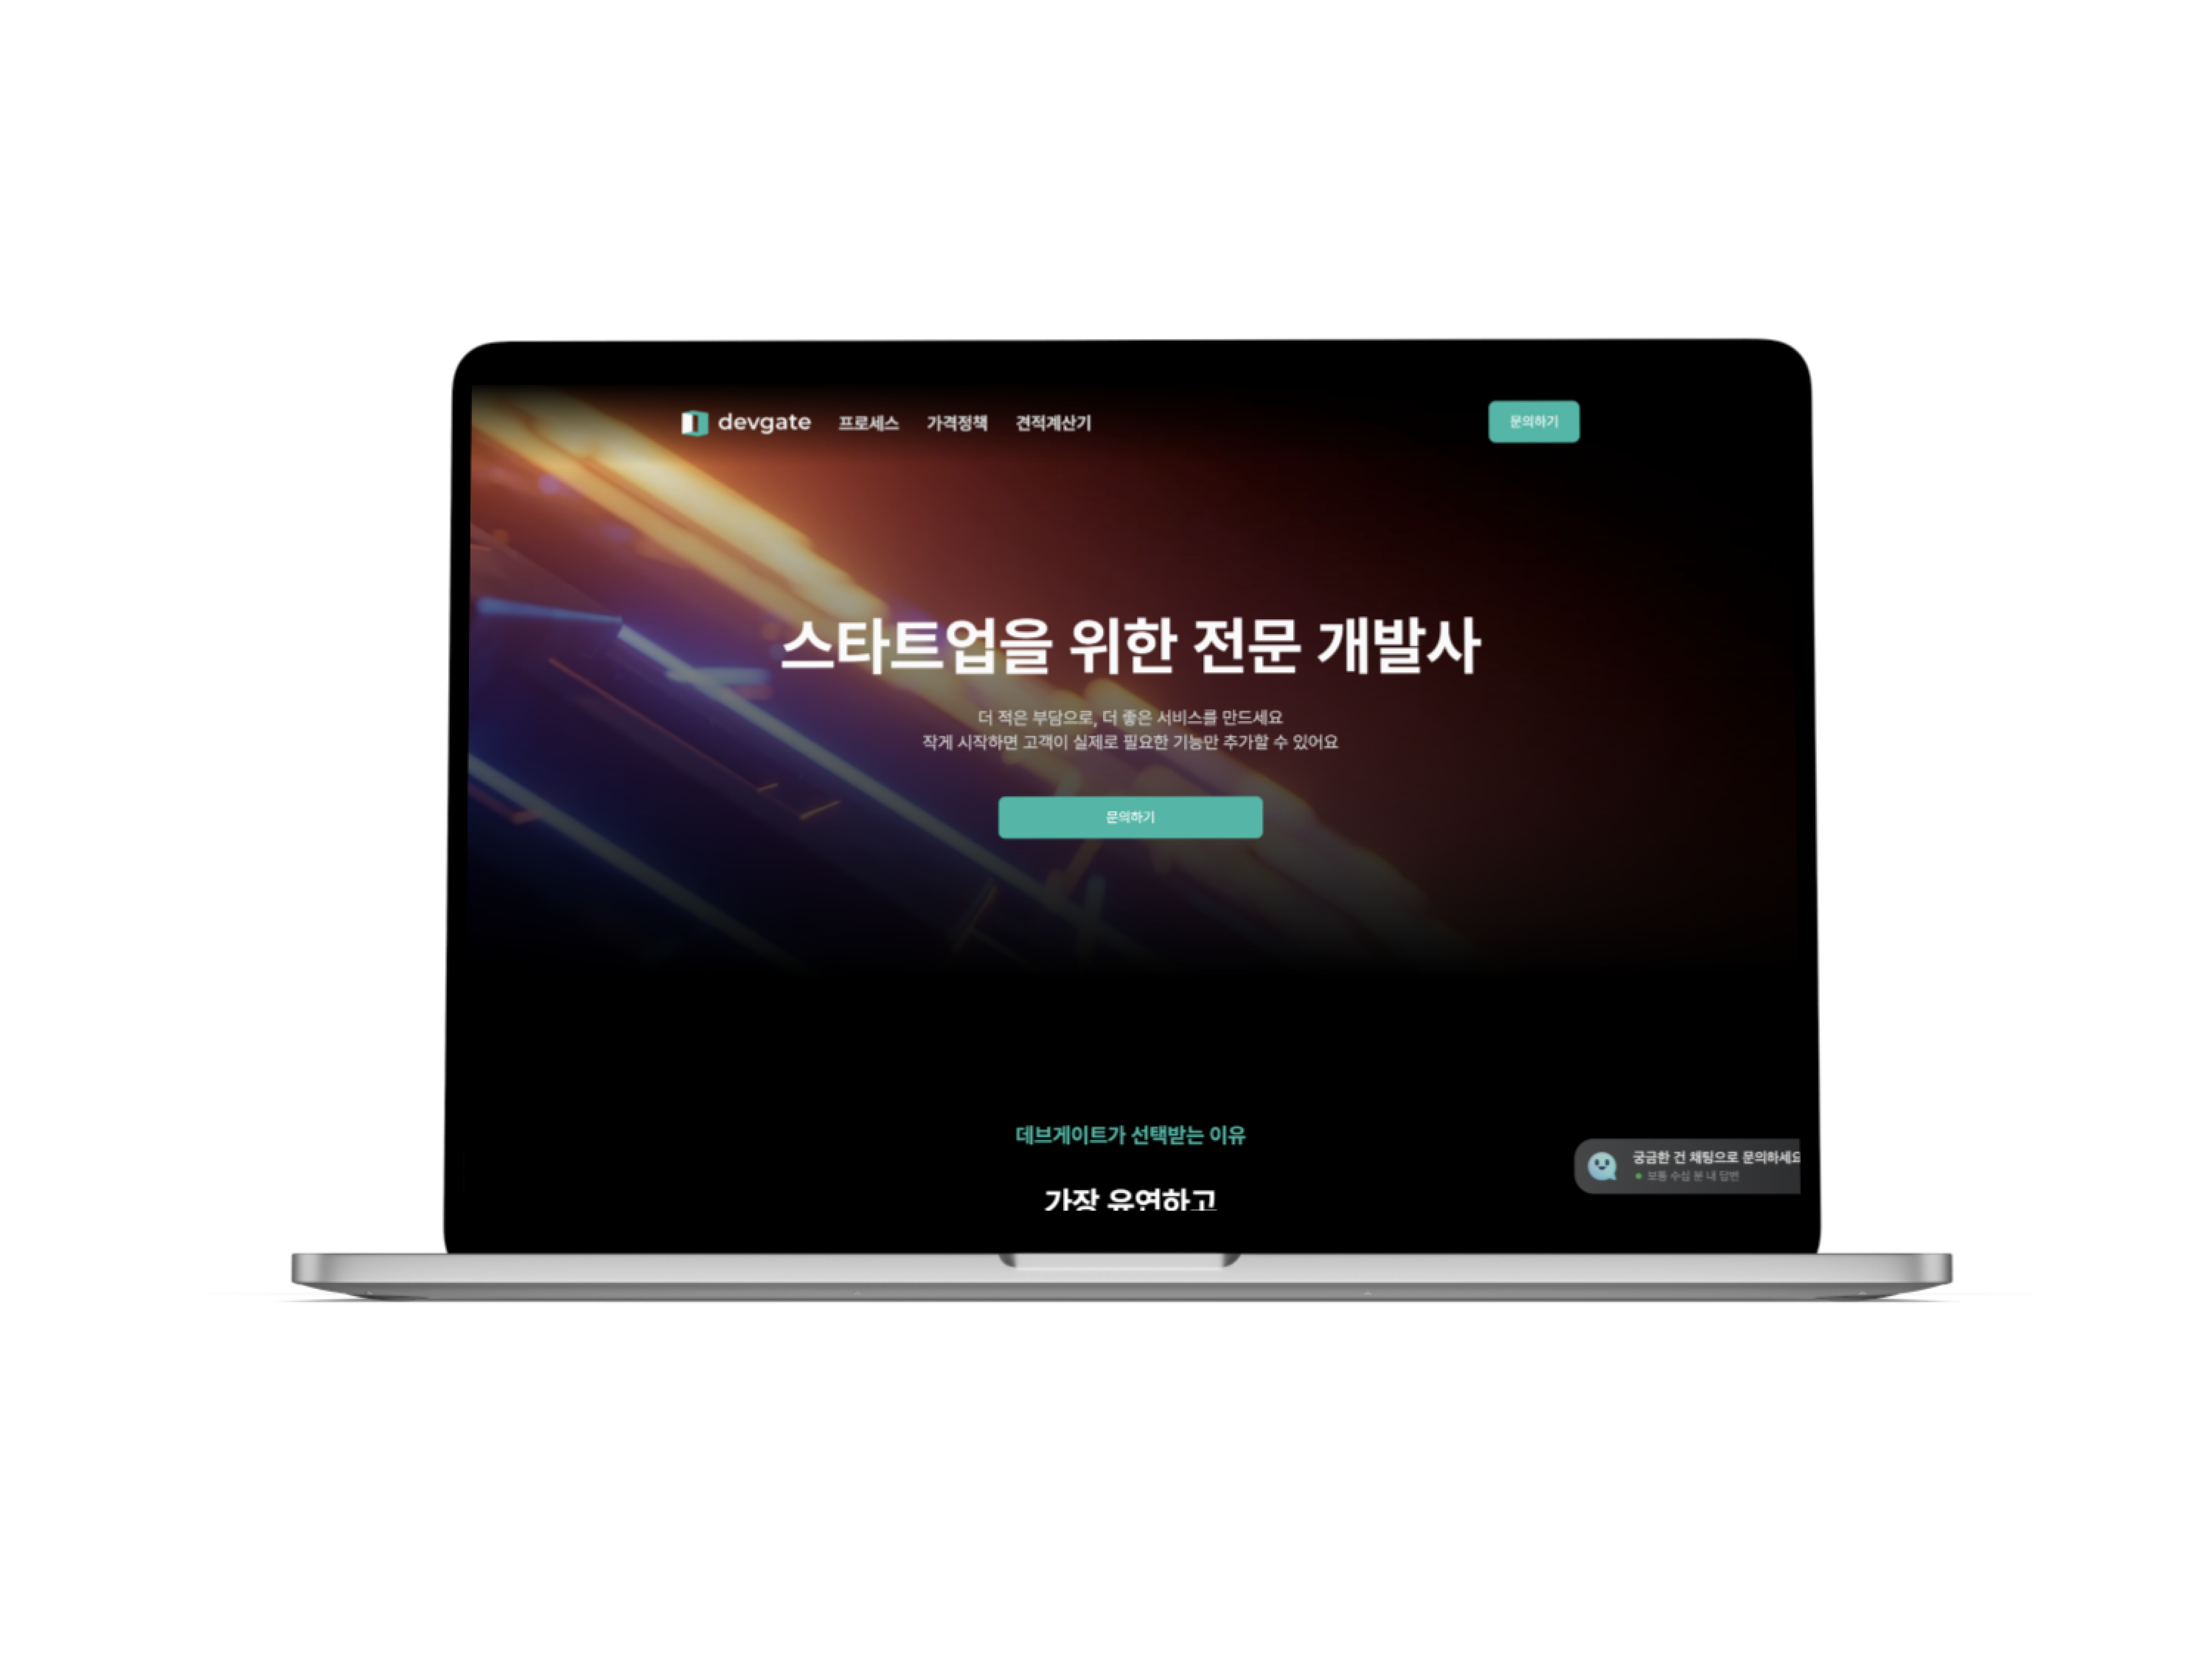 devgate 프로세스 가격정책 견적계산기 문의하기
스타트업을 위한 전문 개발사
더 적은 부담으로, 더 좋은 서비스를 만드세요
작게 시작하면 고객이 실제로 필요한 기능만 추가할 수 있어요
문의하기
데브게이트가 선택받는 이유
궁금한 건 채팅으로 문의하세요
보통 수십 분 내 답변
가장 유연하고